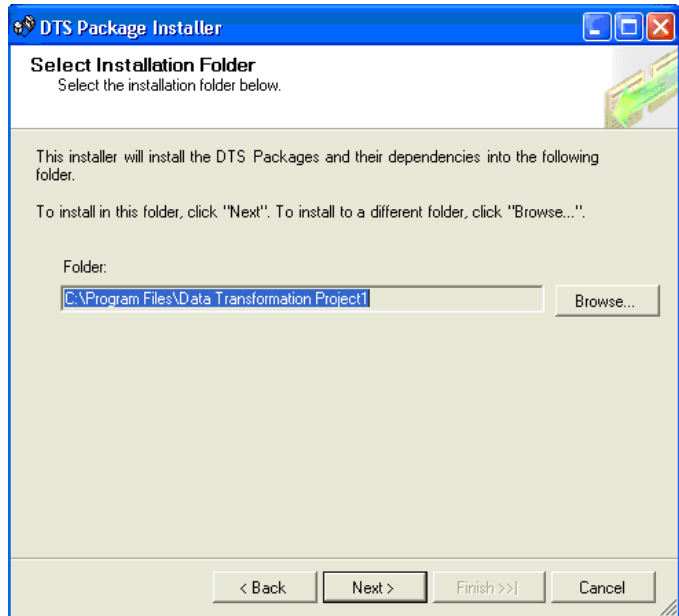 DTS Package Installer
Select Installation Folder
Select the installation folder below.
This installer will install the DTS Packages and their dependencies into the following
folder.
To install in this folder, click "Next". To install to a different folder, click "Browse...".
Folder:
C:\Program Files\Data Transformation Project1
Browse...
< Back
Next >
Finish >>|
Cancel